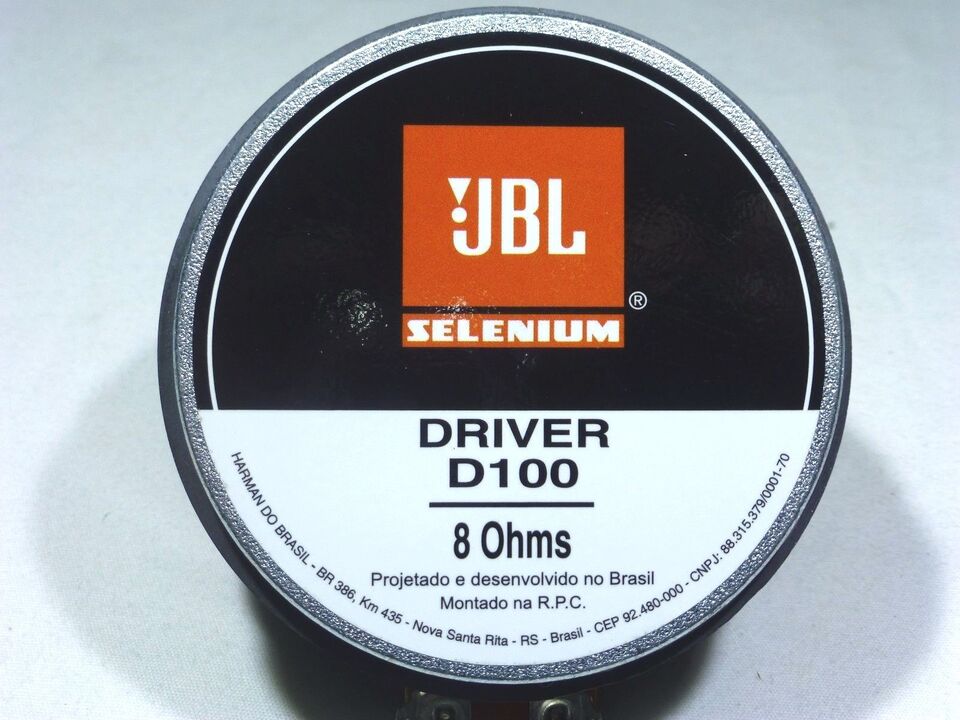 JBL
®
SELENIUM
DRIVER
D100
8 Ohms
Projetado e desenvolvido no Brasil
Montado na R.P.C.
HARMAN DO BRASIL - BR 386, Km 435 - Nova Santa Rita - RS - Brasil - CEP 92.480-000 - CNPJ: 88.315.379/0001-70